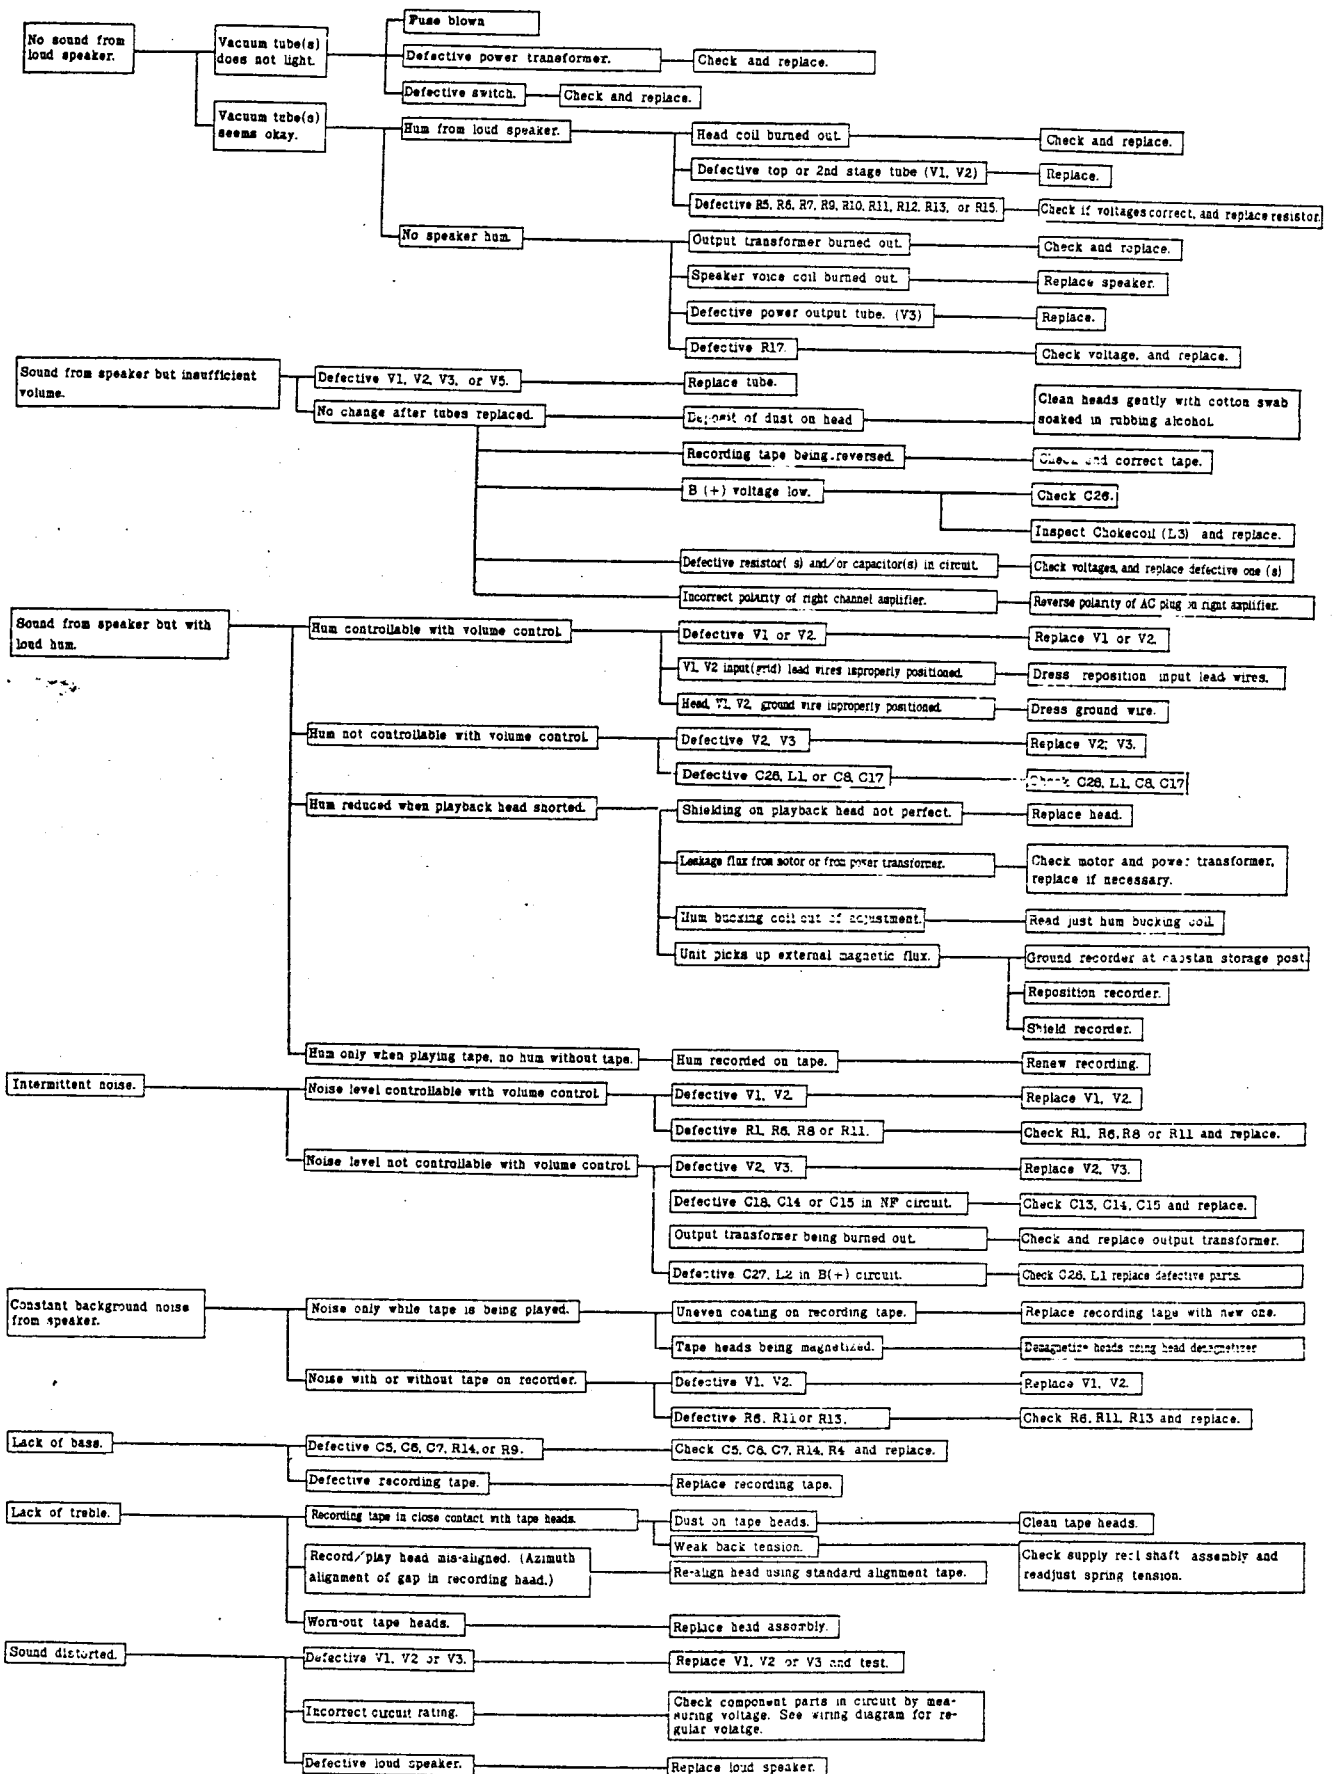 No sound from
loud speaker.
Vacuum tube(s)
does not light.
Fuse blown
Defective power transformer.
Check and replace.
Defective switch.
Check and replace.
Vacuum tube(s)
seems okay.
Hum from loud speaker.
Head coil burned out.
Check and replace.
Defective top or 2nd stage tube (V1, V2)
Replace.
Defective R5, R6, R7, R9, R10, R11, R12, R13, or R15.
Check if voltages correct, and replace resistor.
No speaker hum.
Output transformer burned out.
Check and replace.
Speaker voice coil burned out.
Replace speaker.
Defective power output tube. (V3)
Replace.
Defective R17.
Check voltage, and replace.
Sound from speaker but insufficient
volume.
Defective V1, V2, V3, or V5.
Replace tube.
No change after tubes replaced.
Deposit of dust on head
Clean heads gently with cotton swab
soaked in rubbing alcohol.
Recording tape being reversed.
Check and correct tape.
B (+) voltage low.
Check C26.
Inspect Chokecoil (L3) and replace.
Defective resistor( s) and/or capacitor(s) in circuit.
Check voltages, and replace defective one (s)
Incorrect polarity of right channel amplifier.
Reverse polarity of AC plug on right amplifier.
Sound from speaker but with
loud hum.
Hum controllable with volume control.
Defective V1 or V2.
Replace V1 or V2.
V1, V2 input(grid) lead wires improperly positioned.
Dress reposition input lead wires.
Head, V1, V2, ground wire inproperly positioned.
Dress ground wire.
Hum not controllable with volume control.
Defective V2, V3
Replace V2; V3.
Defective C26, L1, or C8, C17
Check C26, L1, C8, C17
Hum reduced when playback head shorted.
Shielding on playback head not perfect.
Replace head.
Leakage flux from motor or from power transformer.
Check motor and power transformer,
replace if necessary.
Hum bucking coil out of adjustment.
Read just hum bucking coil.
Unit picks up external magnetic flux.
Ground recorder at capstan storage post.
Reposition recorder.
Shield recorder.
Hum only when playing tape, no hum without tape.
Hum recorded on tape.
Renew recording.
Intermittent noise.
Noise level controllable with volume control.
Defective V1, V2.
Replace V1, V2.
Defective R1, R6, R8 or R11.
Check R1, R6, R8 or R11 and replace.
Noise level not controllable with volume control.
Defective V2, V3.
Replace V2, V3.
Defective C13, C14 or C15 in NF circuit.
Check C13, C14, C15 and replace.
Output transformer being burned out.
Check and replace output transformer.
Defective C27, L2 in B(+) circuit.
Check C26, L1 replace defective parts.
Constant background noise
from speaker.
Noise only while tape is being played.
Uneven coating on recording tape.
Replace recording tape with new one.
Tape heads being magnetized.
Demagnetize heads using head demagnetizer
Noise with or without tape on recorder.
Defective V1, V2.
Replace V1, V2.
Defective R6, R11 or R13.
Check R6, R11, R13 and replace.
Lack of bass.
Defective C5, C6, C7, R14, or R9.
Check C5, C6, C7, R14, R4 and replace.
Defective recording tape.
Replace recording tape.
Lack of treble.
Recording tape in close contact with tape heads.
Dust on tape heads.
Clean tape heads.
Weak back tension.
Check supply reel shaft assembly and
readjust spring tension.
Record/play head mis-aligned. (Azimuth
alignment of gap in recording head.)
Re-align head using standard alignment tape.
Worn-out tape heads.
Replace head assembly.
Sound distorted.
Defective V1, V2 or V3.
Replace V1, V2 or V3 and test.
Incorrect circuit rating.
Check component parts in circuit by mea-
suring voltage. See wiring diagram for re-
gular volatge.
Defective loud speaker.
Replace loud speaker.